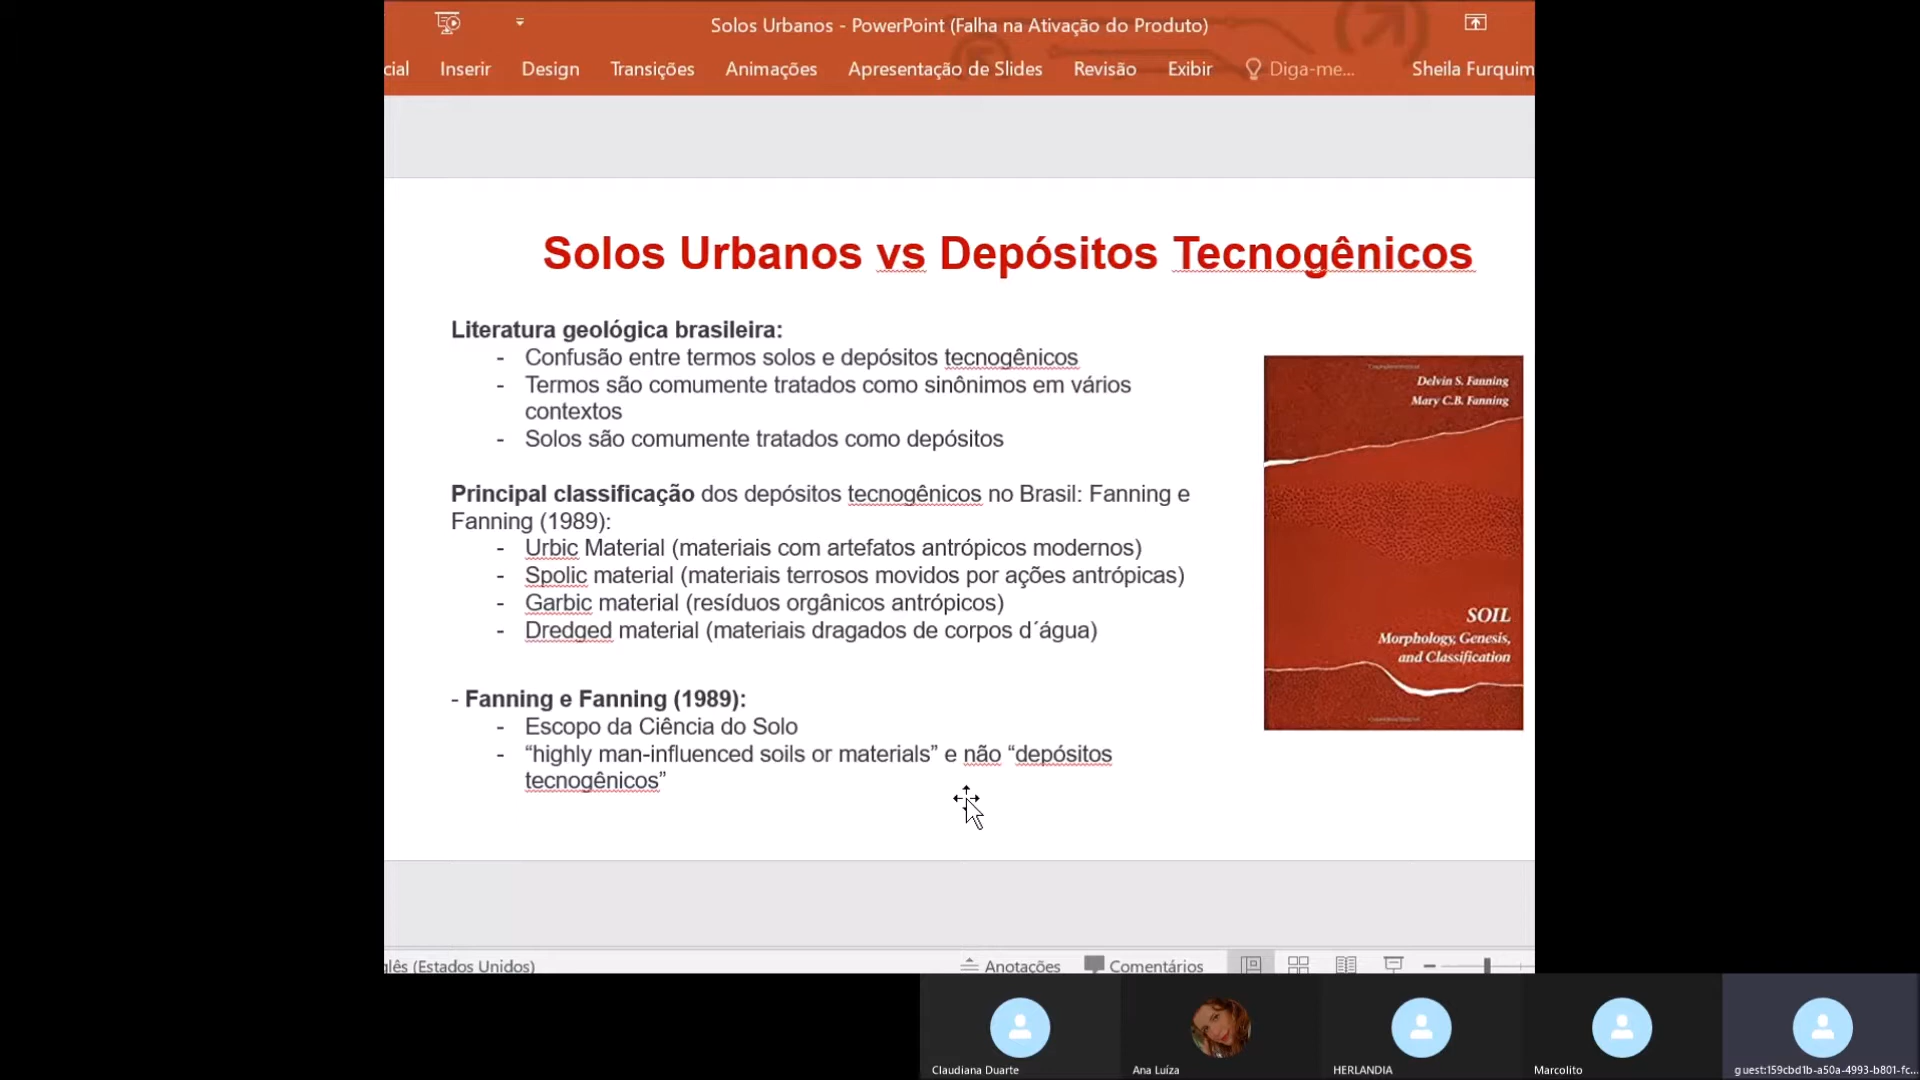 Solos Urbanos - PowerPoint (Falha na Ativação do Produto)
cial Inserir Design Transições Animações Apresentação de Slides Revisão Exibir Diga-me... Sheila Furquim
Solos Urbanos vs Depósitos Tecnogênicos
Literatura geológica brasileira:
- Confusão entre termos solos e depósitos tecnogênicos
- Termos são comumente tratados como sinônimos em vários
contextos
- Solos são comumente tratados como depósitos
Principal classificação dos depósitos tecnogênicos no Brasil: Fanning e
Fanning (1989):
- Urbic Material (materiais com artefatos antrópicos modernos)
- Spolic material (materiais terrosos movidos por ações antrópicas)
- Garbic material (resíduos orgânicos antrópicos)
- Dredged material (materiais dragados de corpos d´água)
- Fanning e Fanning (1989):
- Escopo da Ciência do Solo
- “highly man-influenced soils or materials” e não “depósitos
tecnogênicos”
Delvin S. Fanning
Mary C.B. Fanning
SOIL
Morphology, Genesis,
and Classification
glês (Estados Unidos) Anotações Comentários
Claudiana Duarte Ana Luíza HERLANDIA Marcolito guest:159cbd1b-a50a-4993-b801-fc...